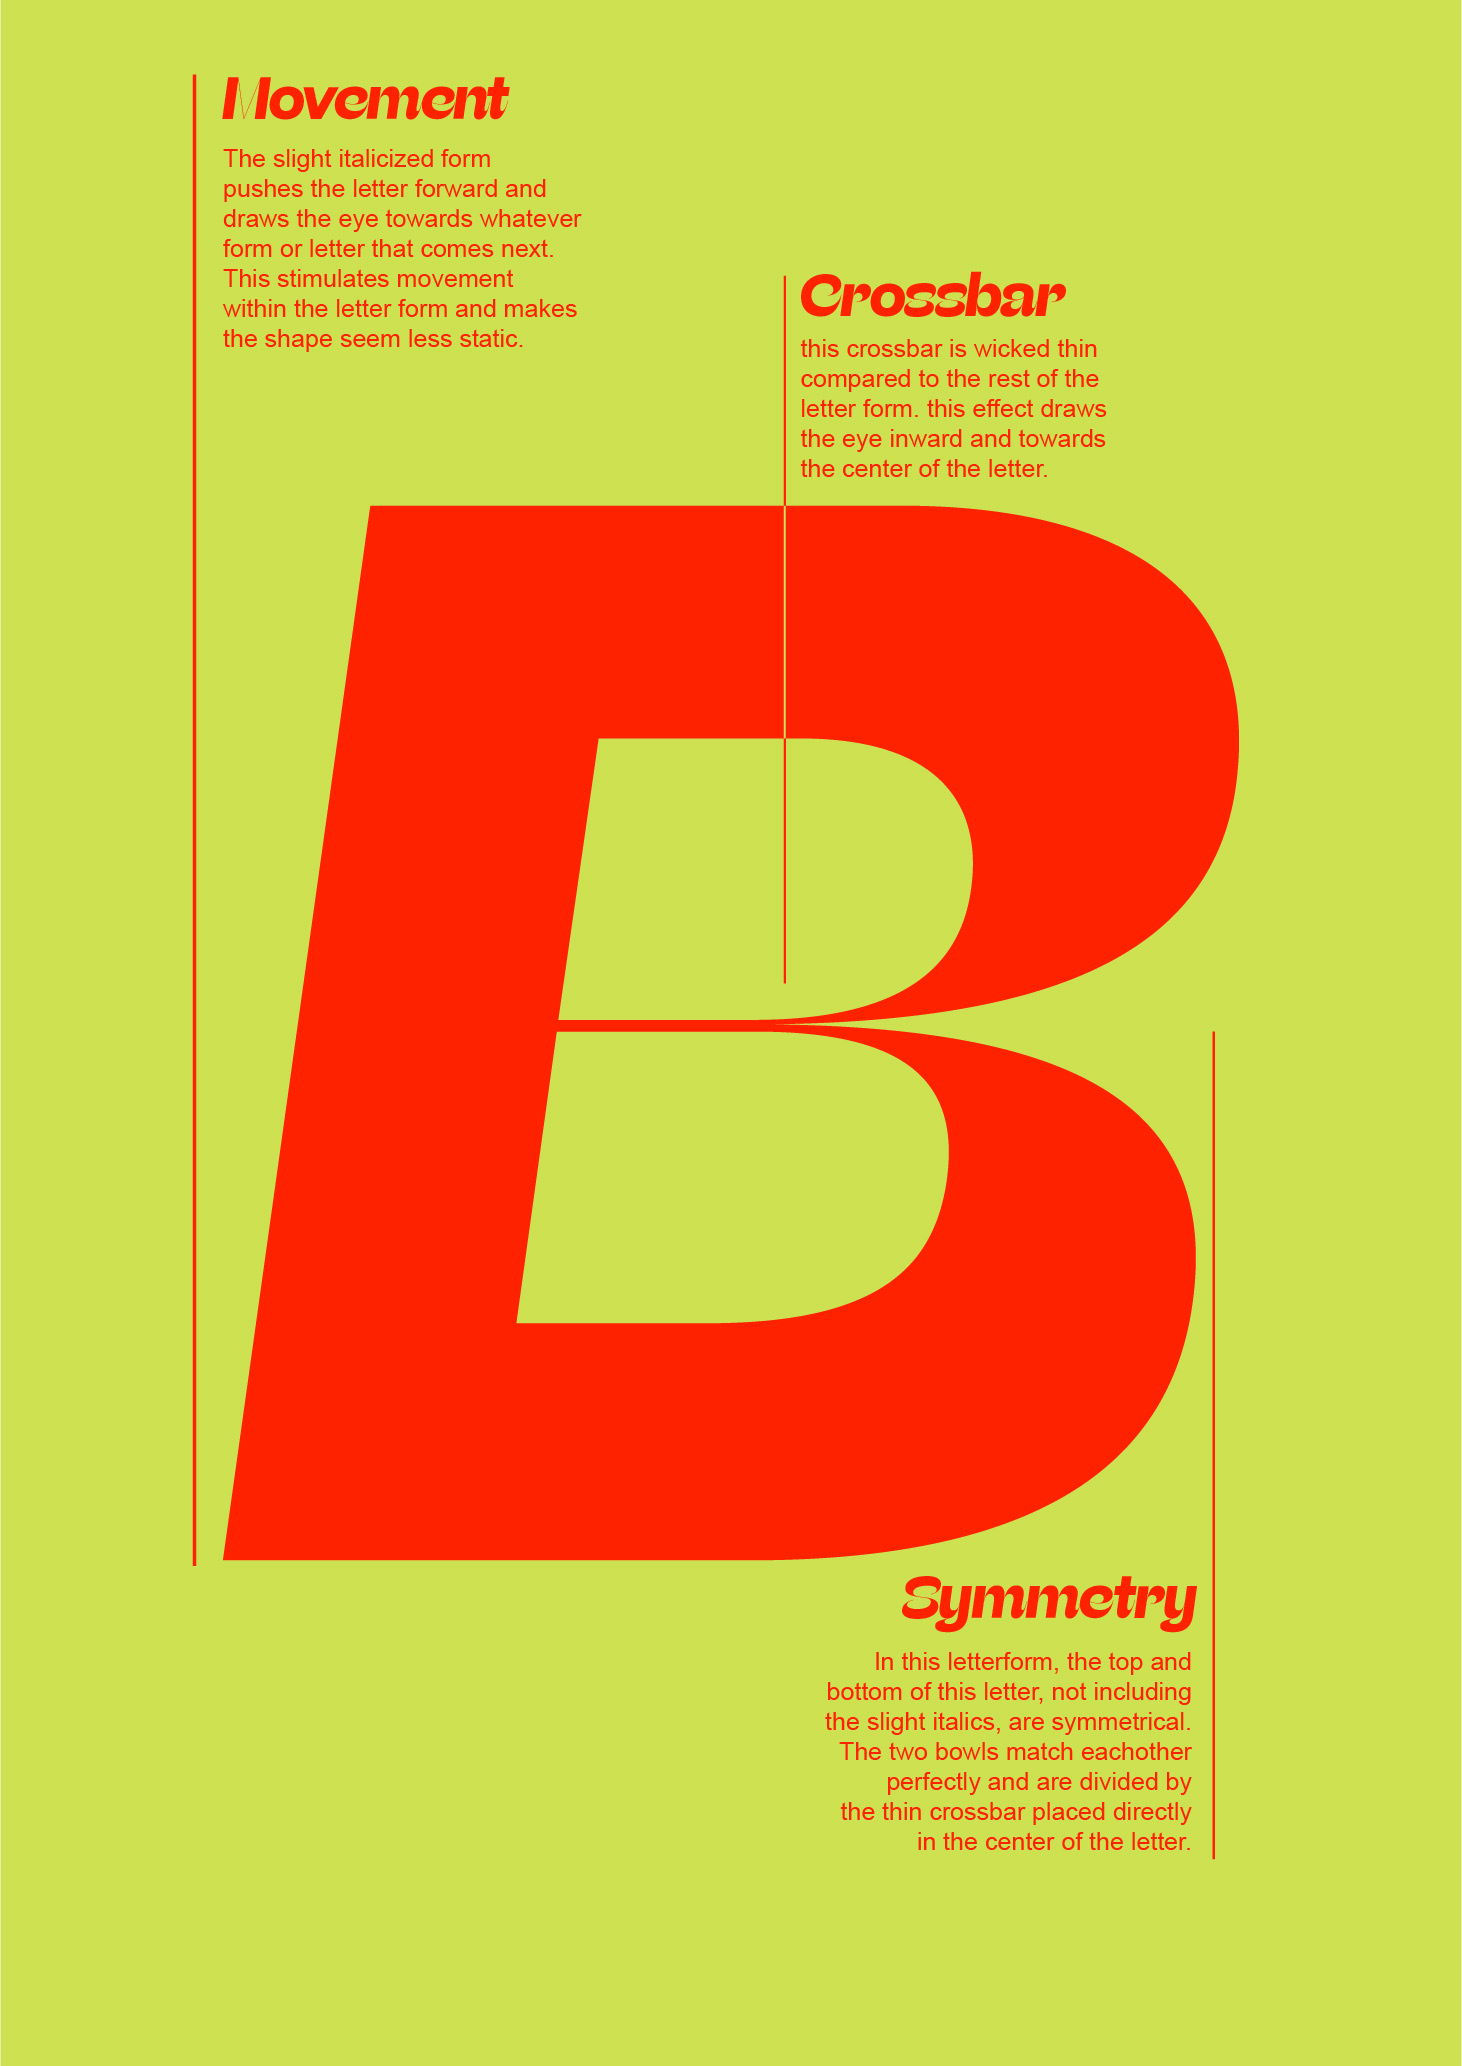 Movement
The slight italicized form
pushes the letter forward and
draws the eye towards whatever
form or letter that comes next.
This stimulates movement
within the letter form and makes
the shape seem less static.
Crossbar
this crossbar is wicked thin
compared to the rest of the
letter form. this effect draws
the eye inward and towards
the center of the letter.
B
Symmetry
In this letterform, the top and
bottom of this letter, not including
the slight italics, are symmetrical.
The two bowls match eachother
perfectly and are divided by
the thin crossbar placed directly
in the center of the letter.